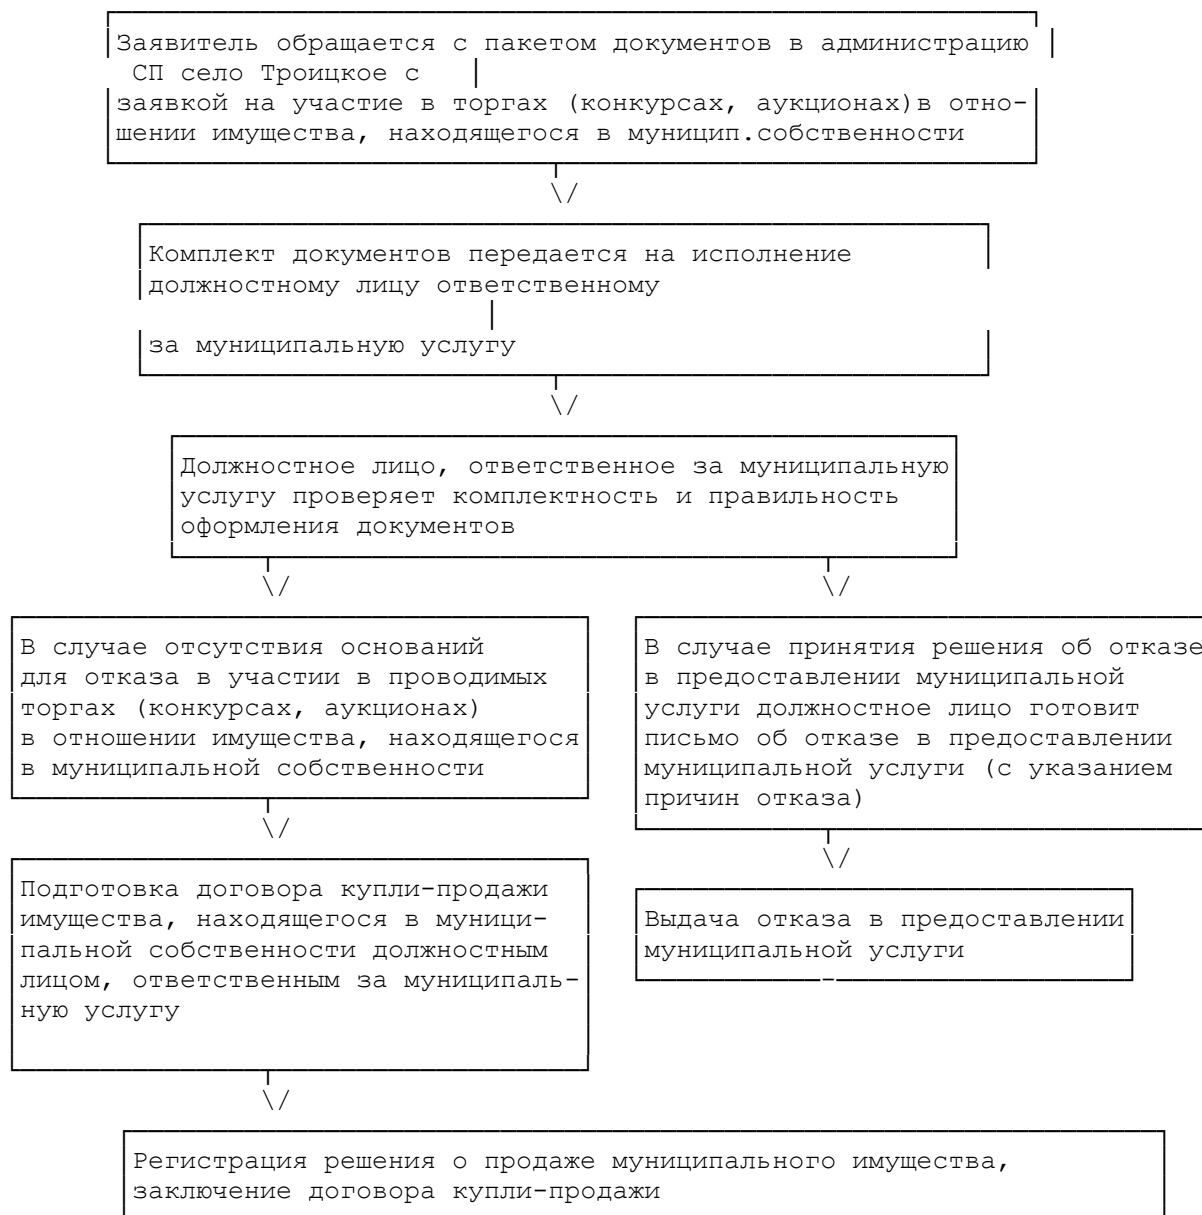 Заявитель обращается с пакетом документов в администрацию
СП село Троицкое с
заявкой на участие в торгах (конкурсах, аукционах)в отно-
шении имущества, находящегося в муницип.собственности
\/
Комплект документов передается на исполнение
должностному лицу ответственному
за муниципальную услугу
\/
Должностное лицо, ответственное за муниципальную
услугу проверяет комплектность и правильность
оформления документов
\/
\/
В случае отсутствия оснований
для отказа в участии в проводимых
торгах (конкурсах, аукционах)
в отношении имущества, находящегося
в муниципальной собственности
\/
Подготовка договора купли-продажи
имущества, находящегося в муници-
пальной собственности должностным
лицом, ответственным за муниципаль-
ную услугу
\/
В случае принятия решения об отказе
в предоставлении муниципальной
услуги должностное лицо готовит
письмо об отказе в предоставлении
муниципальной услуги (с указанием
причин отказа)
\/
Выдача отказа в предоставлении
муниципальной услуги
Регистрация решения о продаже муниципального имущества,
заключение договора купли-продажи